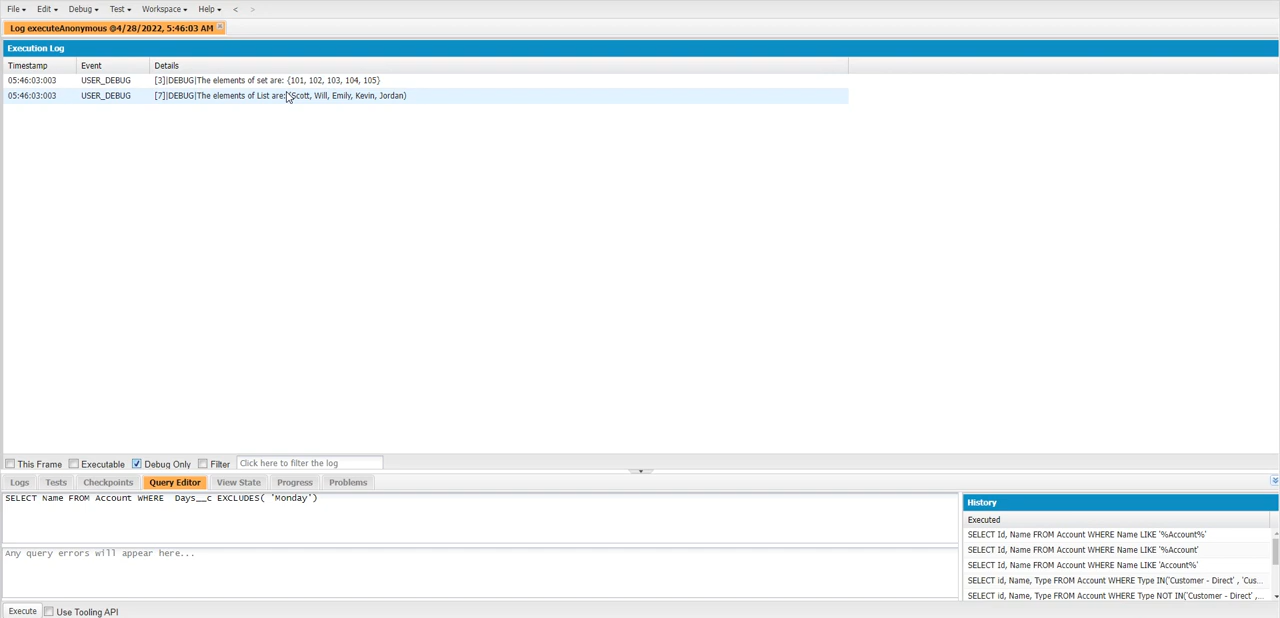 File Edit Debug Test Workspace Help < >
Log executeAnonymous @4/28/2022, 5:46:03 AM
Execution Log
Timestamp Event Details
05:46:03:003 USER_DEBUG [3]|DEBUG|The elements of set are: {101, 102, 103, 104, 105}
05:46:03:003 USER_DEBUG [7]|DEBUG|The elements of List are: (Scott, Will, Emily, Kevin, Jordan)
This Frame Executable Debug Only Filter Click here to filter the log
Logs Tests Checkpoints Query Editor View State Progress Problems
SELECT Name FROM Account WHERE Days__c EXCLUDES( 'Monday')
Any query errors will appear here...
History
Executed
SELECT Id, Name FROM Account WHERE Name LIKE '%Account%'
SELECT Id, Name FROM Account WHERE Name LIKE '%Account'
SELECT Id, Name FROM Account WHERE Name LIKE 'Account%'
SELECT id, Name, Type FROM Account WHERE Type IN('Customer - Direct' , 'Cus...
SELECT id, Name, Type FROM Account WHERE Type NOT IN('Customer - Direct' ,...
Execute Use Tooling API